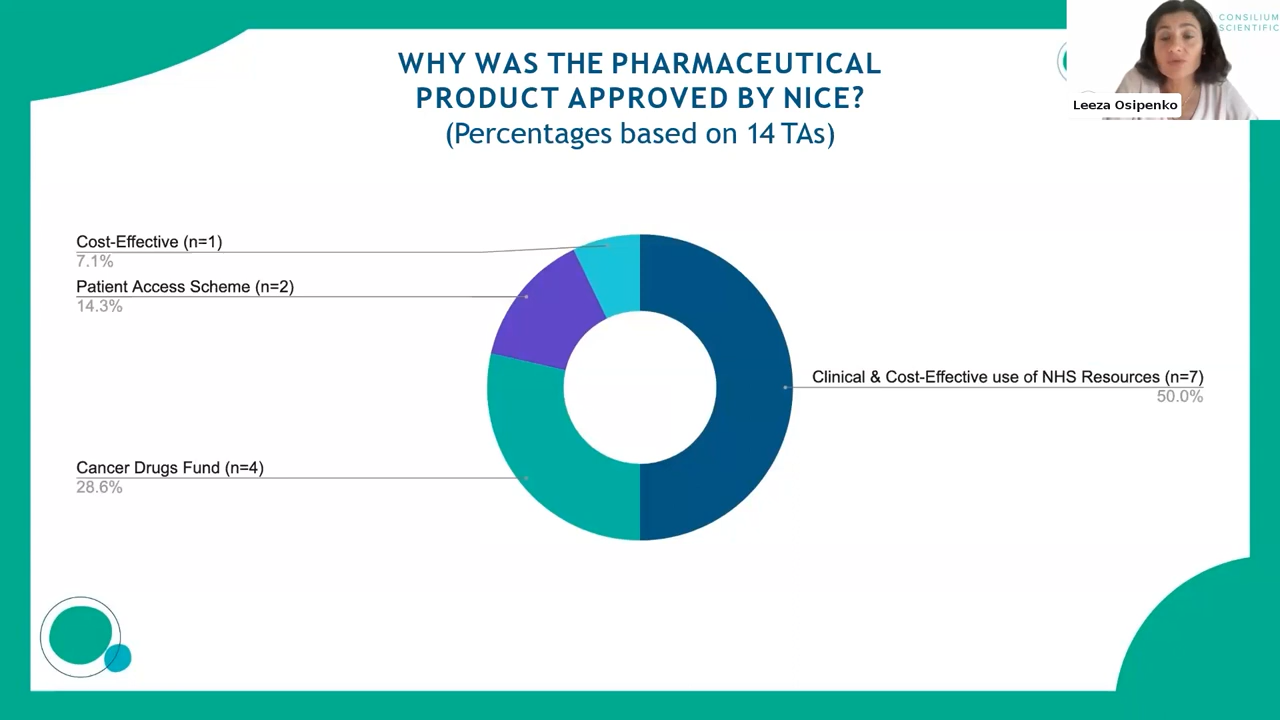 CONSILIUM
SCIENTIFIC
Leeza Osipenko
WHY WAS THE PHARMACEUTICAL
PRODUCT APPROVED BY NICE?
(Percentages based on 14 TAs)
Cost-Effective (n=1)
7.1%
Patient Access Scheme (n=2)
14.3%
Clinical & Cost-Effective use of NHS Resources (n=7)
50.0%
Cancer Drugs Fund (n=4)
28.6%